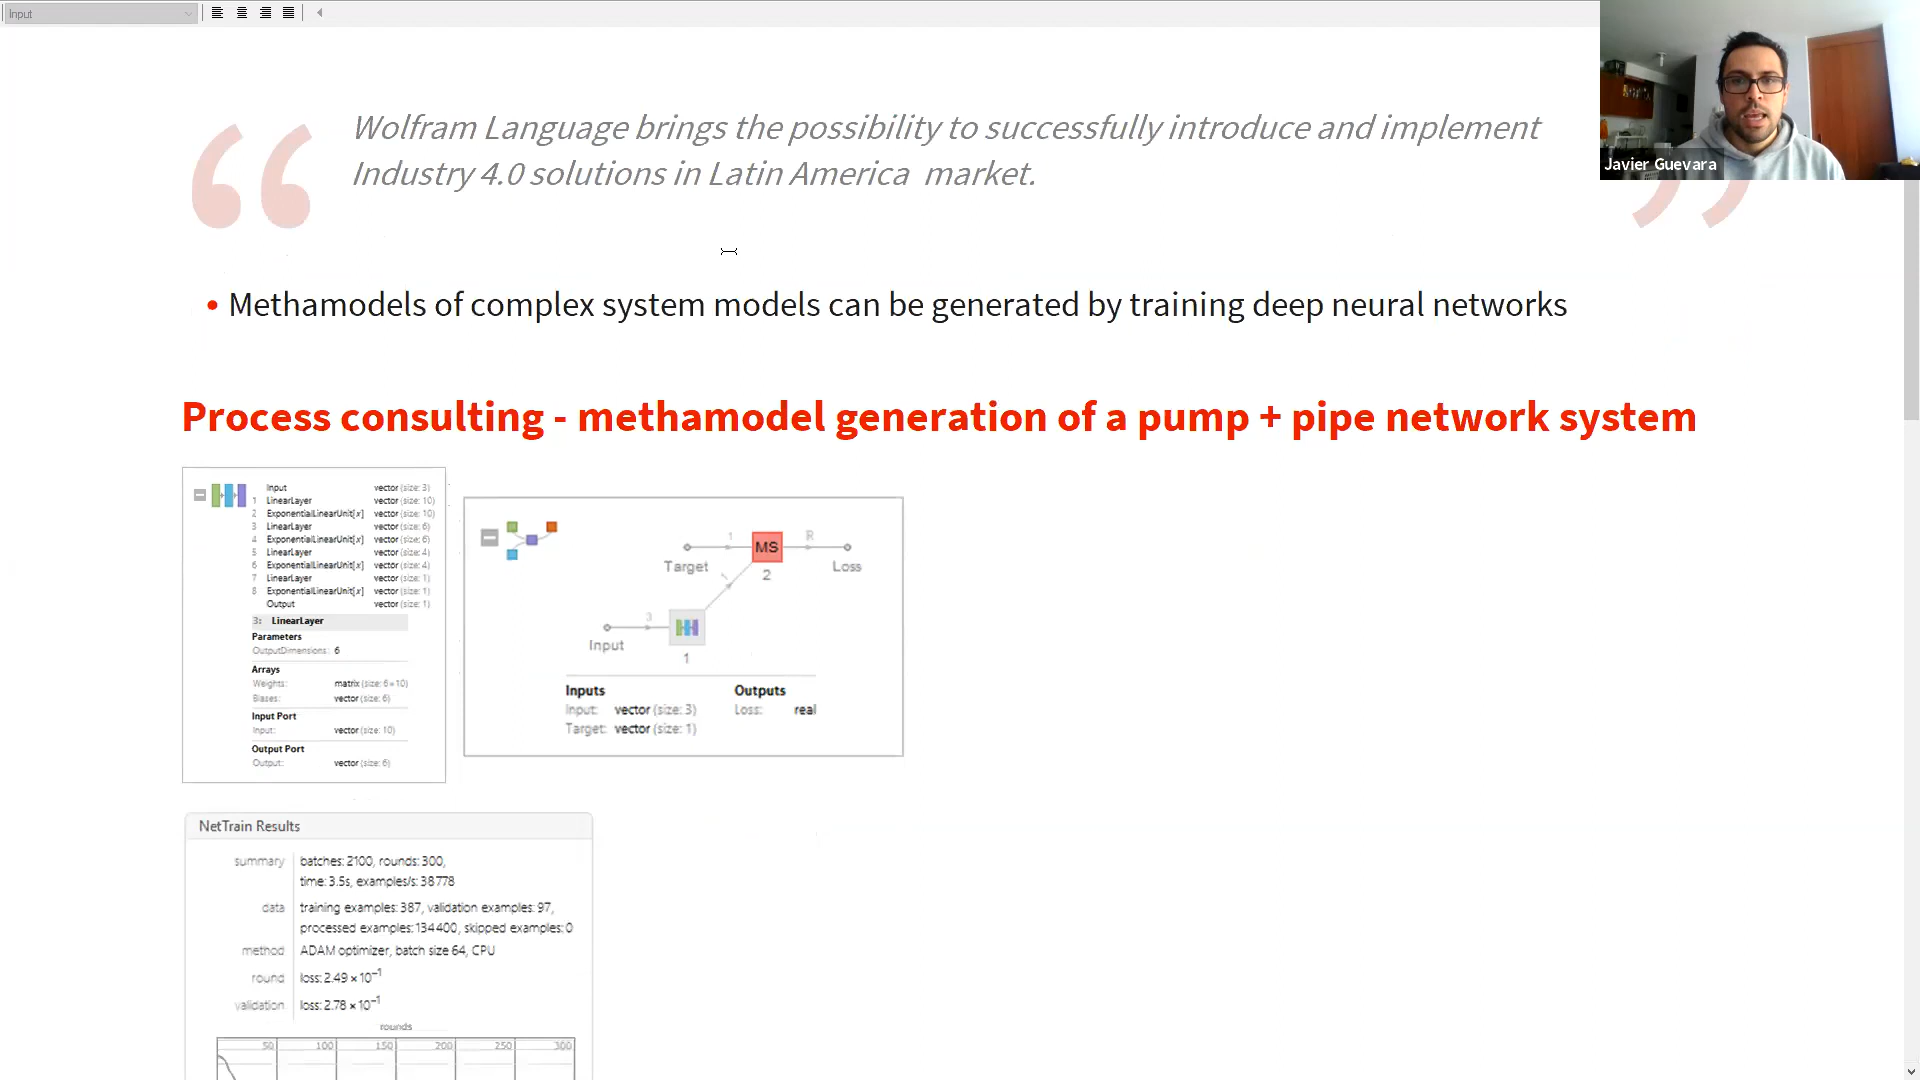 Input
Wolfram Language brings the possibility to successfully introduce and implement
Industry 4.0 solutions in Latin America market.
Javier Guevara
• Methamodels of complex system models can be generated by training deep neural networks
Process consulting - methamodel generation of a pump + pipe network system
Input vector (size: 3)
1 LinearLayer vector (size: 10)
2 ExponentialLinearUnit[x] vector (size: 10)
3 LinearLayer vector (size: 6)
4 ExponentialLinearUnit[x] vector (size: 6)
5 LinearLayer vector (size: 4)
6 ExponentialLinearUnit[x] vector (size: 4)
7 LinearLayer vector (size: 1)
8 ExponentialLinearUnit[x] vector (size: 1)
Output vector (size: 1)
3: LinearLayer
Parameters
OutputDimensions: 6
Arrays
Weights: matrix (size: 6×10)
Biases: vector (size: 6)
Input Port
Input: vector (size: 10)
Output Port
Output: vector (size: 6)
1 MS R
Target 2 Loss
1
3
Input 1
Inputs Outputs
Input: vector (size: 3) Loss: real
Target: vector (size: 1)
NetTrain Results
summary batches: 2100, rounds: 300,
time: 3.5s, examples/s: 38778
data training examples: 387, validation examples: 97,
processed examples: 134400, skipped examples: 0
method ADAM optimizer, batch size 64, CPU
round loss: 2.49 × 10⁻¹
validation loss: 2.78 × 10⁻¹
rounds
50 100 150 200 250 300